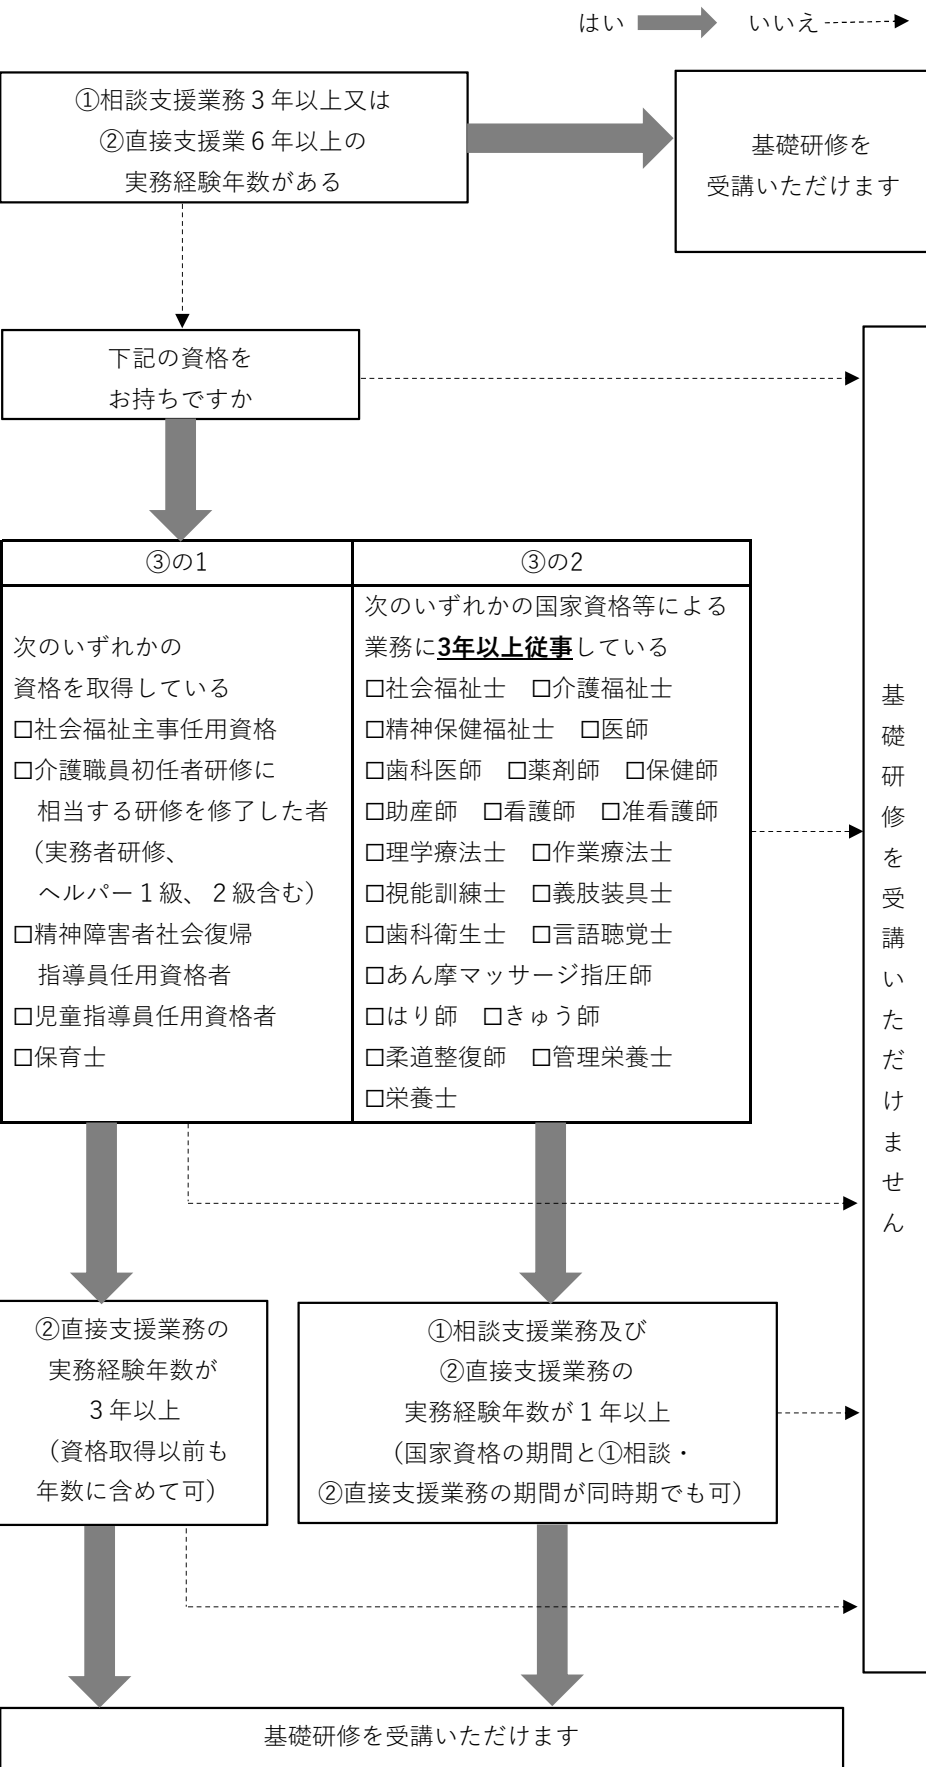 はい いいえ
①相談支援業務3年以上又は
②直接支援業6年以上の
実務経験年数がある
基礎研修を
受講いただけます
下記の資格を
お持ちですか
③の1
次のいずれかの
資格を取得している
□社会福祉主事任用資格
□介護職員初任者研修に
相当する研修を修了した者
（実務者研修、
ヘルパー１級、２級含む）
□精神障害者社会復帰
指導員任用資格者
□児童指導員任用資格者
□保育士
③の2
次のいずれかの国家資格等による
業務に3年以上従事している
□社会福祉士 □介護福祉士
□精神保健福祉士 □医師
□歯科医師 □薬剤師 □保健師
□助産師 □看護師 □准看護師
□理学療法士 □作業療法士
□視能訓練士 □義肢装具士
□歯科衛生士 □言語聴覚士
□あん摩マッサージ指圧師
□はり師 □きゅう師
□柔道整復師 □管理栄養士
□栄養士
基礎研修を受講いただけません
②直接支援業務の
実務経験年数が
３年以上
（資格取得以前も
年数に含めて可）
①相談支援業務及び
②直接支援業務の
実務経験年数が１年以上
（国家資格の期間と①相談・
②直接支援業務の期間が同時期でも可）
基礎研修を受講いただけます